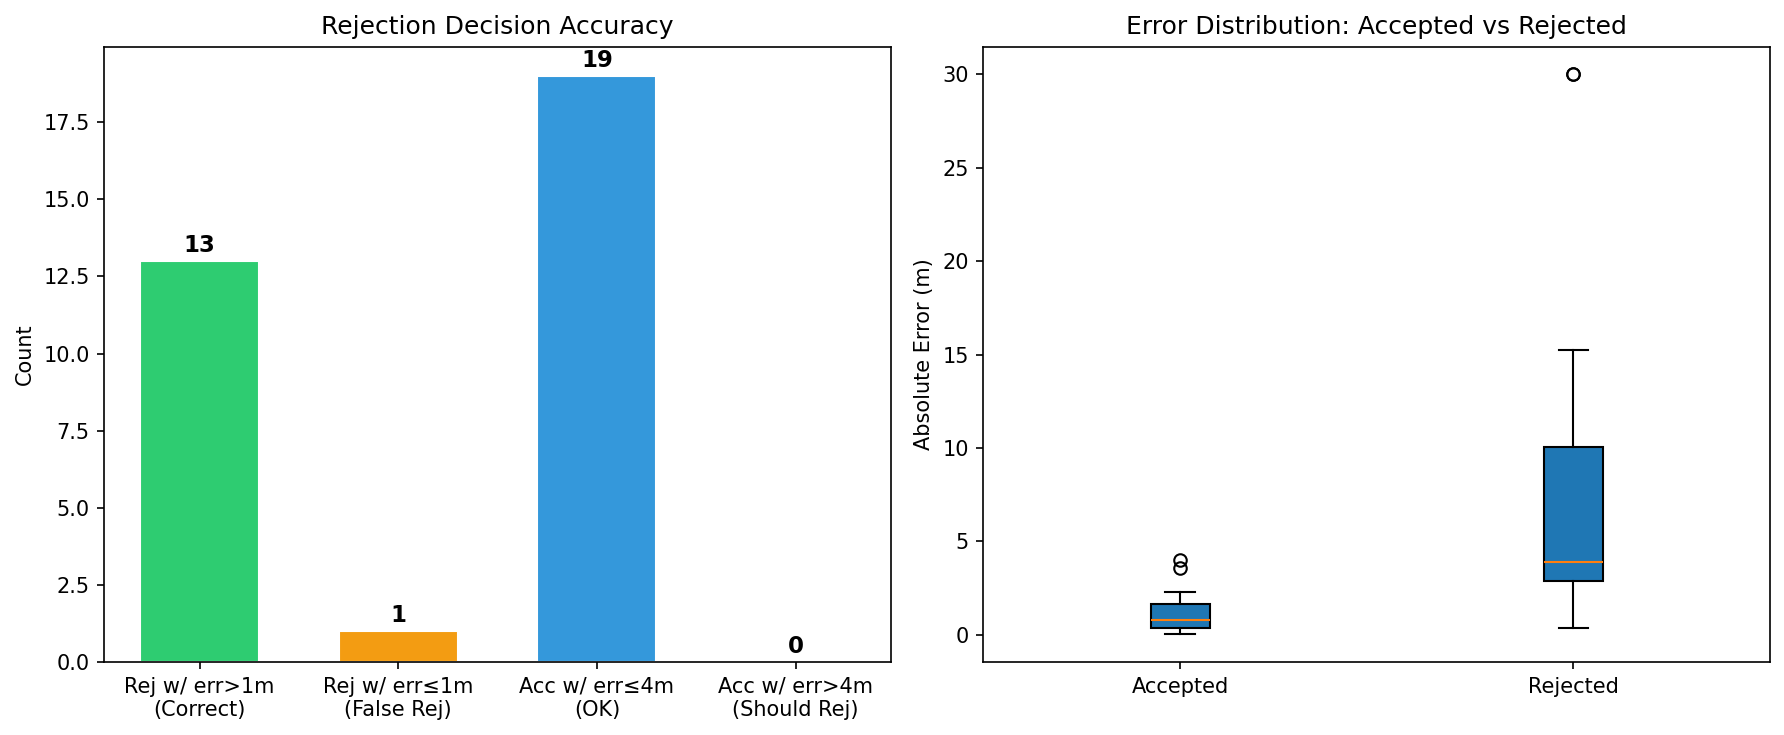 Rejection Decision Accuracy
Count
17.5
15.0
12.5
10.0
7.5
5.0
2.5
0.0
13
1
19
0
Rej w/ err>1m
(Correct)
Rej w/ err≤1m
(False Rej)
Acc w/ err≤4m
(OK)
Acc w/ err>4m
(Should Rej)
Error Distribution: Accepted vs Rejected
Absolute Error (m)
30
25
20
15
10
5
0
Accepted
Rejected